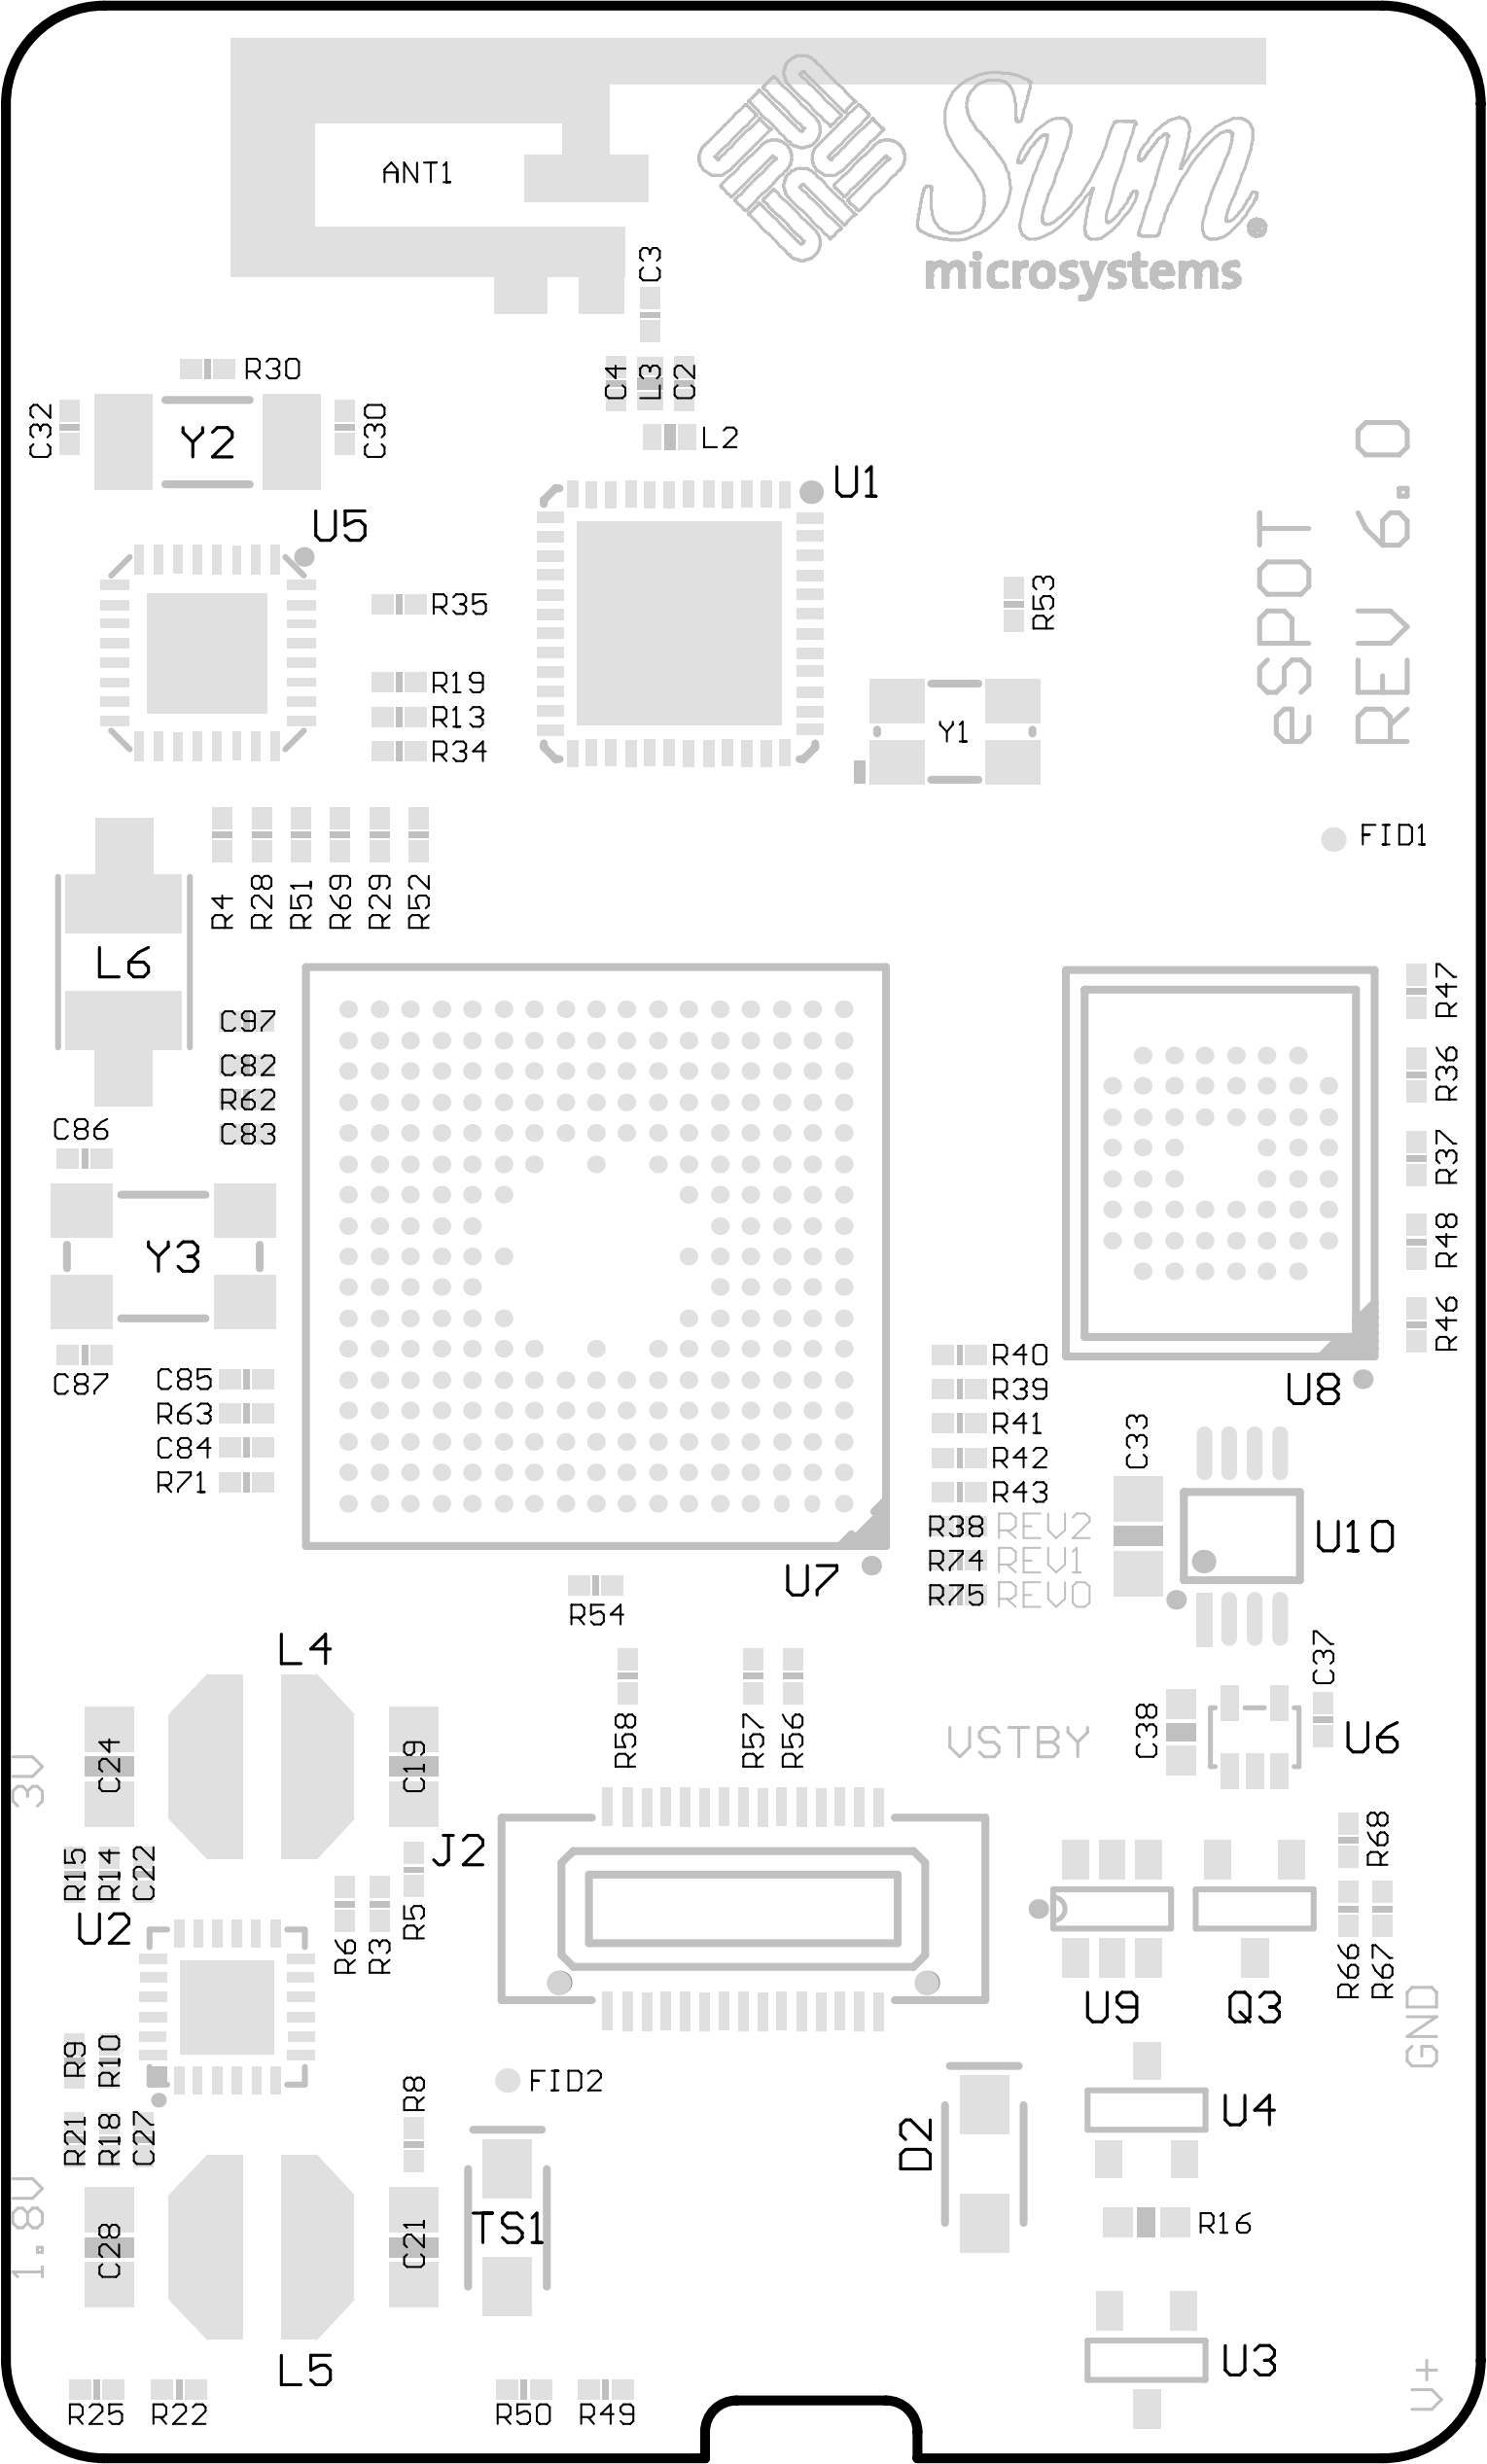 ANT1
Sun
microsystems
C3
R30
C4
L3
C2
C32
Y2
C30
L2
U1
U5
eSPOT
REV 6.0
R35
R53
R19
R13
R34
Y1
FID1
R4
R28
R51
R69
R29
R52
L6
C97
C82
R62
C83
R47
R36
R37
R48
R46
C86
Y3
C87
C85
R63
C84
R71
U8
R40
R39
R41
R42
R43
R38 REV2
R74 REV1
R75 REV0
C33
U10
U7
R54
L4
R58
R57
R56
VSTBY
C38
C37
U6
3V
C24
C19
J2
R15
R14
C22
R5
R68
U2
R6
R3
R66
R67
U9
Q3
GND
R9
R10
FID2
R8
U4
R21
R18
C27
D2
1.8V
C28
C21
TS1
R16
L5
U3
R25
R22
R50
R49
V+